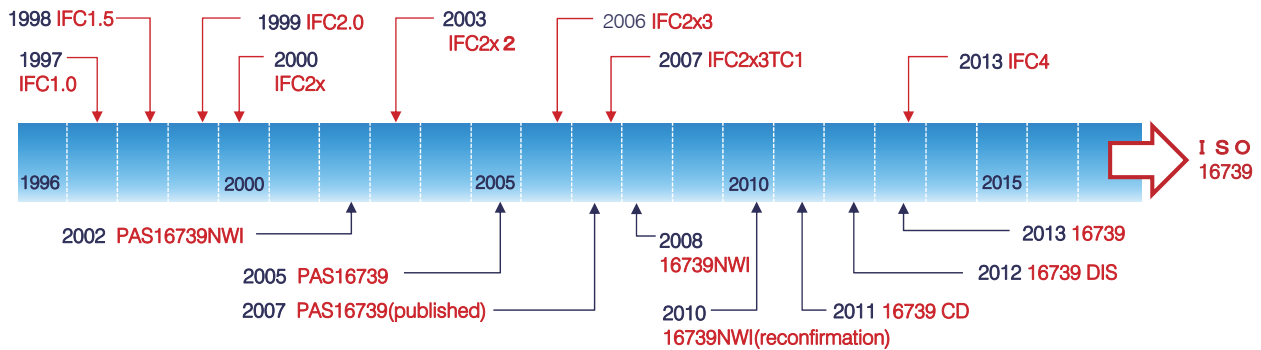 1998 IFC1.5
1997
IFC1.0
1999 IFC2.0
2000
IFC2x
2003
IFC2x 2
2006 IFC2x3
2007 IFC2x3TC1
2013 IFC4
1996
2000
2005
2010
2015
I S O
16739
2002 PAS16739NWI
2005 PAS16739
2007 PAS16739(published)
2008
16739NWI
2010
16739NWI(reconfirmation)
2011 16739 CD
2012 16739 DIS
2013 16739